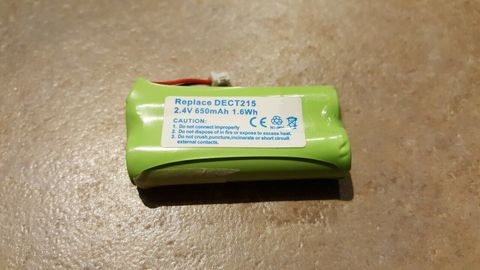 Replace DECT215
2.4V 650mAh 1.6Wh
CAUTION: CE
1. Do not connect improperly
2. Do not dispose of in fire or expose to excess heat.
3. Do not crush,puncture,incinerate or short circuit
external contacts.